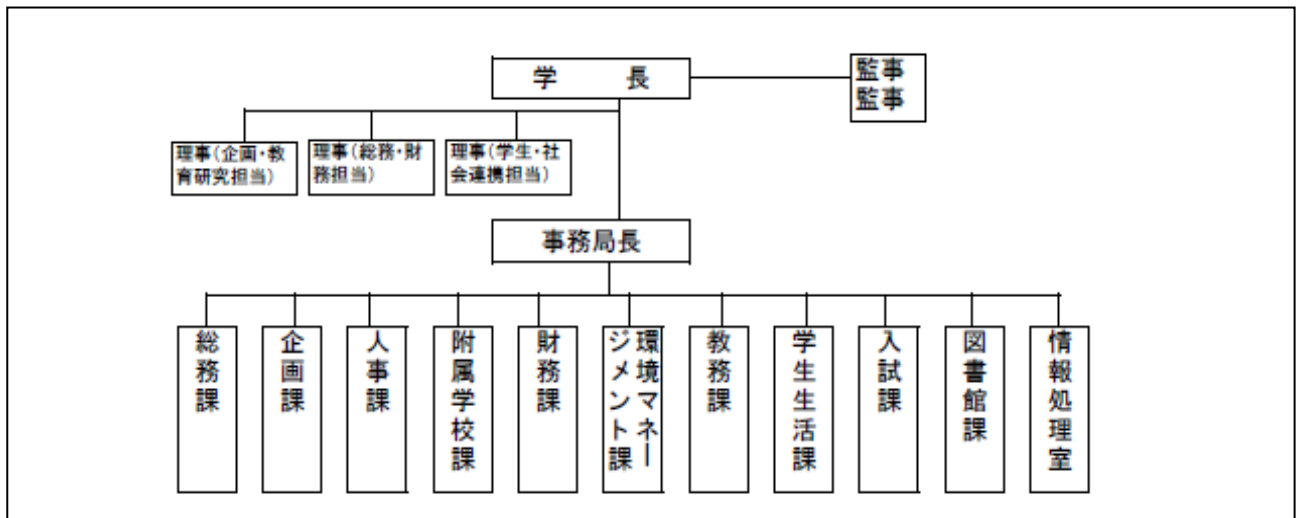 学　長
監事
監事
理事(企画・教
育研究担当)
理事(総務・財
務担当)
理事(学生・社
会連携担当)
事務局長
総務課
企画課
人事課
附属学校課
財務課
環境マネー
ジメント課
教務課
学生生活課
入試課
図書館課
情報処理室